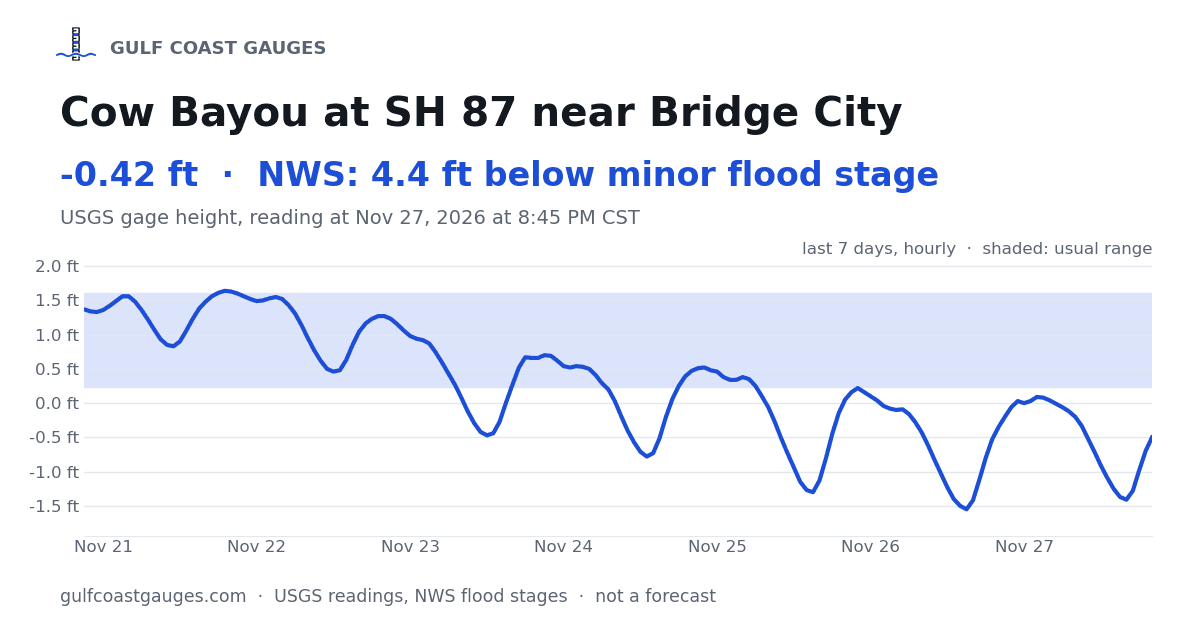 GULF COAST GAUGES
Cow Bayou at SH 87 near Bridge City
-0.42 ft · NWS: 4.4 ft below minor flood stage
USGS gage height, reading at Nov 27, 2026 at 8:45 PM CST
last 7 days, hourly · shaded: usual range
2.0 ft
1.5 ft
1.0 ft
0.5 ft
0.0 ft
-0.5 ft
-1.0 ft
-1.5 ft
Nov 21 Nov 22 Nov 23 Nov 24 Nov 25 Nov 26 Nov 27
gulfcoastgauges.com · USGS readings, NWS flood stages · not a forecast